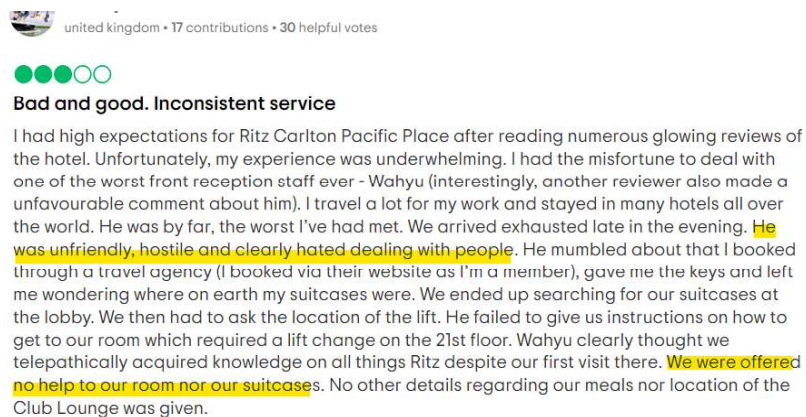 united kingdom • 17 contributions • 30 helpful votes
Bad and good. Inconsistent service
I had high expectations for Ritz Carlton Pacific Place after reading numerous glowing reviews of
the hotel. Unfortunately, my experience was underwhelming. I had the misfortune to deal with
one of the worst front reception staff ever - Wahyu (interestingly, another reviewer also made a
unfavourable comment about him). I travel a lot for my work and stayed in many hotels all over
the world. He was by far, the worst I've had met. We arrived exhausted late in the evening. He
was unfriendly, hostile and clearly hated dealing with people. He mumbled about that I booked
through a travel agency (I booked via their website as I'm a member), gave me the keys and left
me wondering where on earth my suitcases were. We ended up searching for our suitcases at
the lobby. We then had to ask the location of the lift. He failed to give us instructions on how to
get to our room which required a lift change on the 21st floor. Wahyu clearly thought we
telepathically acquired knowledge on all things Ritz despite our first visit there. We were offered
no help to our room nor our suitcases. No other details regarding our meals nor location of the
Club Lounge was given.